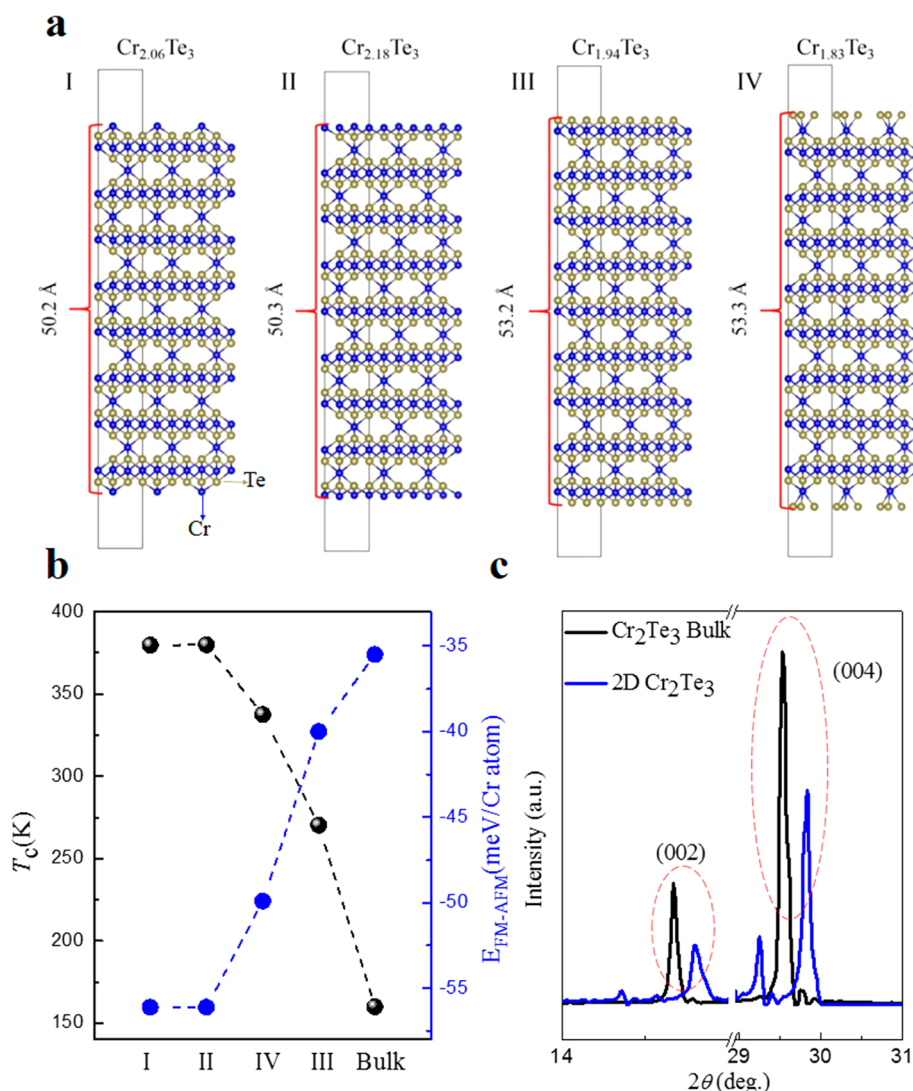 a
Cr₂.₀₆Te₃ Cr₂.₁₈Te₃ Cr₁.₉₄Te₃ Cr₁.₈₃Te₃
I II III IV
50.2 Å 50.3 Å 53.2 Å 53.3 Å
Te
Cr
b
400
350
300
250
200
150
T_C(K)
-35
-40
-45
-50
-55
E_FM-AFM(meV/Cr atom)
I II IV III Bulk
c
Cr₂Te₃ Bulk
2D Cr₂Te₃
(004)
(002)
Intensity (a.u.)
14 29 30 31
2θ(deg.)